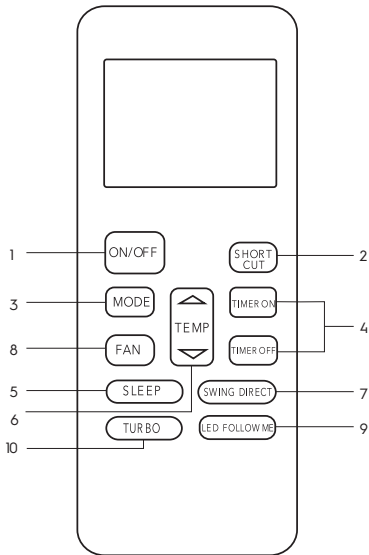 1
ON/OFF
SHORT
CUT
2
3
MODE
TEMP
TIMER ON
4
8
FAN
TIMER OFF
5
SLEEP
SWING DIRECT
7
6
TURBO
LED FOLLOW ME
9
10